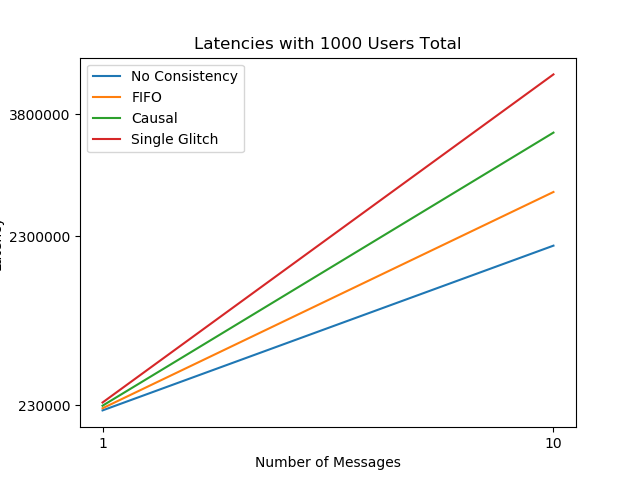 Latencies with 1000 Users Total
No Consistency
FIFO
Causal
Single Glitch
3800000
2300000
230000
1
10
Number of Messages